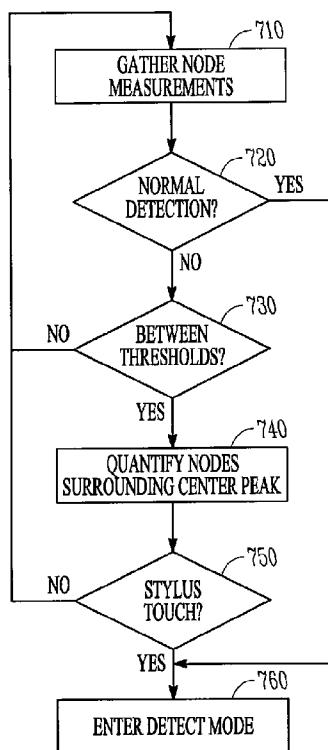 710
GATHER NODE
MEASUREMENTS
720
NORMAL
DETECTION?
YES
NO
730
NO
BETWEEN
THRESHOLDS?
YES
740
QUANTIFY NODES
SURROUNDING CENTER PEAK
750
NO
STYLUS
TOUCH?
YES
760
ENTER DETECT MODE